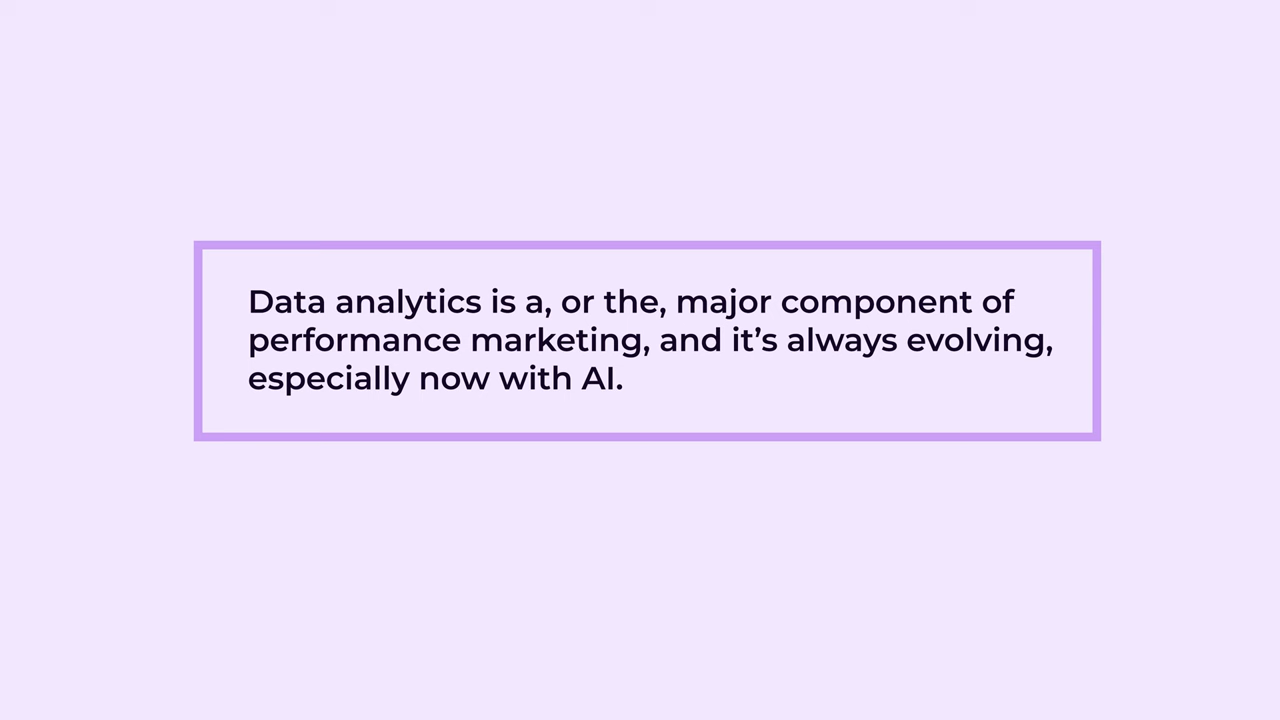 Data analytics is a, or the, major component of
performance marketing, and it’s always evolving,
especially now with AI.